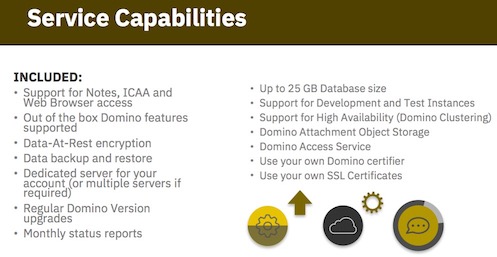 Service Capabilities
INCLUDED:
• Support for Notes, ICAA and
Web Browser access
• Out of the box Domino features
supported
• Data-At-Rest encryption
• Data backup and restore
• Dedicated server for your
account (or multiple servers if
required)
• Regular Domino Version
upgrades
• Monthly status reports
• Up to 25 GB Database size
• Support for Development and Test Instances
• Support for High Availability (Domino Clustering)
• Domino Attachment Object Storage
• Domino Access Service
• Use your own Domino certifier
• Use your own SSL Certificates